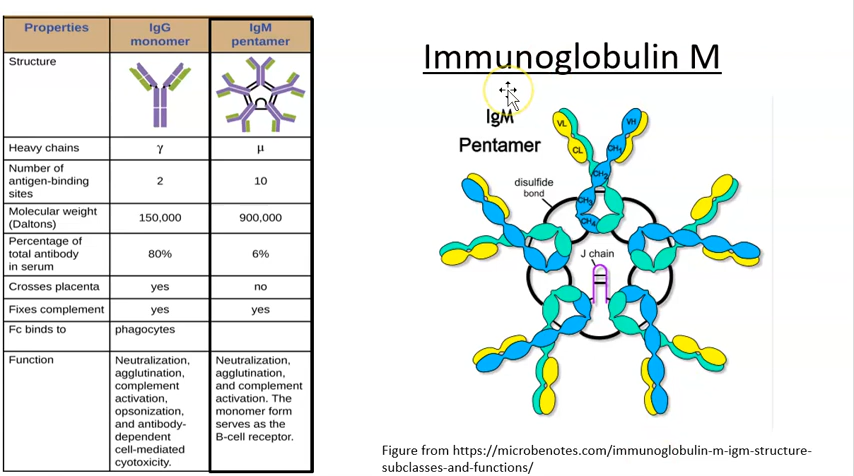 Properties
IgG
monomer
IgM
pentamer
Structure
Heavy chains
γ
μ
Number of
antigen-binding
sites
2
10
Molecular weight
(Daltons)
150,000
900,000
Percentage of
total antibody
in serum
80%
6%
Crosses placenta
yes
no
Fixes complement
yes
yes
Fc binds to
phagocytes
Function
Neutralization,
agglutination,
complement
activation,
opsonization,
and antibody-
dependent
cell-mediated
cyotoxicity.
Neutralization,
agglutination,
and complement
activation. The
monomer form
serves as the
B-cell receptor.
Immunoglobulin M
IgM
Pentamer
VL
VH
CL
CH1
CH2
CH3
CH4
disulfide
bond
J chain
Figure from https://microbenotes.com/immunoglobulin-m-igm-structure-
subclasses-and-functions/